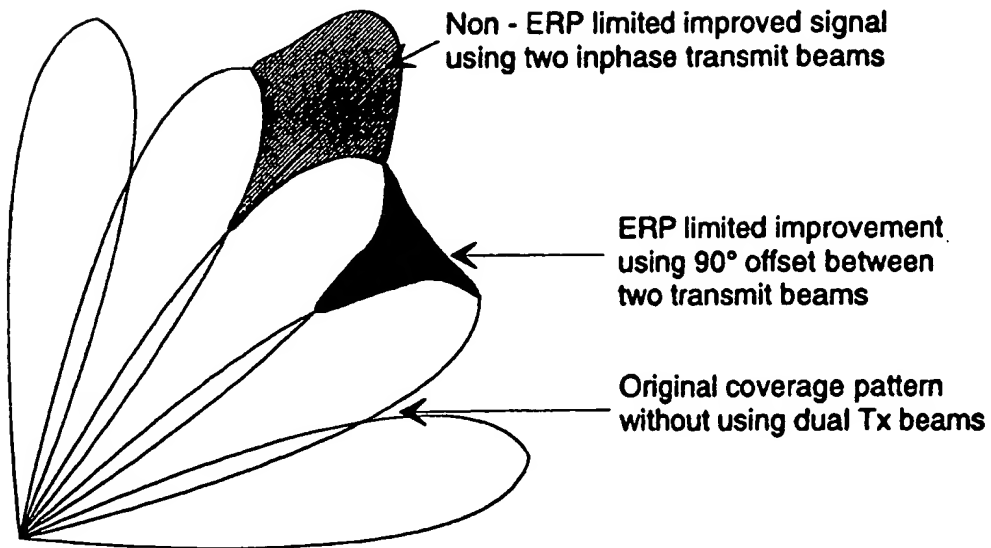 Non - ERP limited improved signal
using two inphase transmit beams
ERP limited improvement
using 90° offset between
two transmit beams
Original coverage pattern
without using dual Tx beams